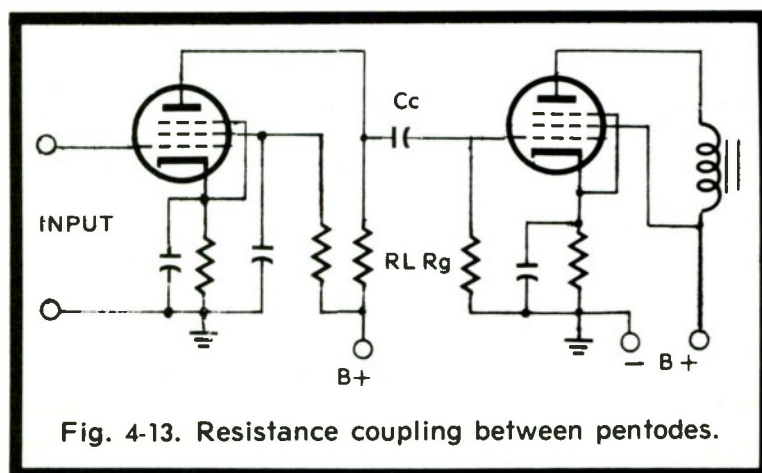 Cc
INPUT
RL Rg
B+
– B+
Fig. 4-13. Resistance coupling between pentodes.